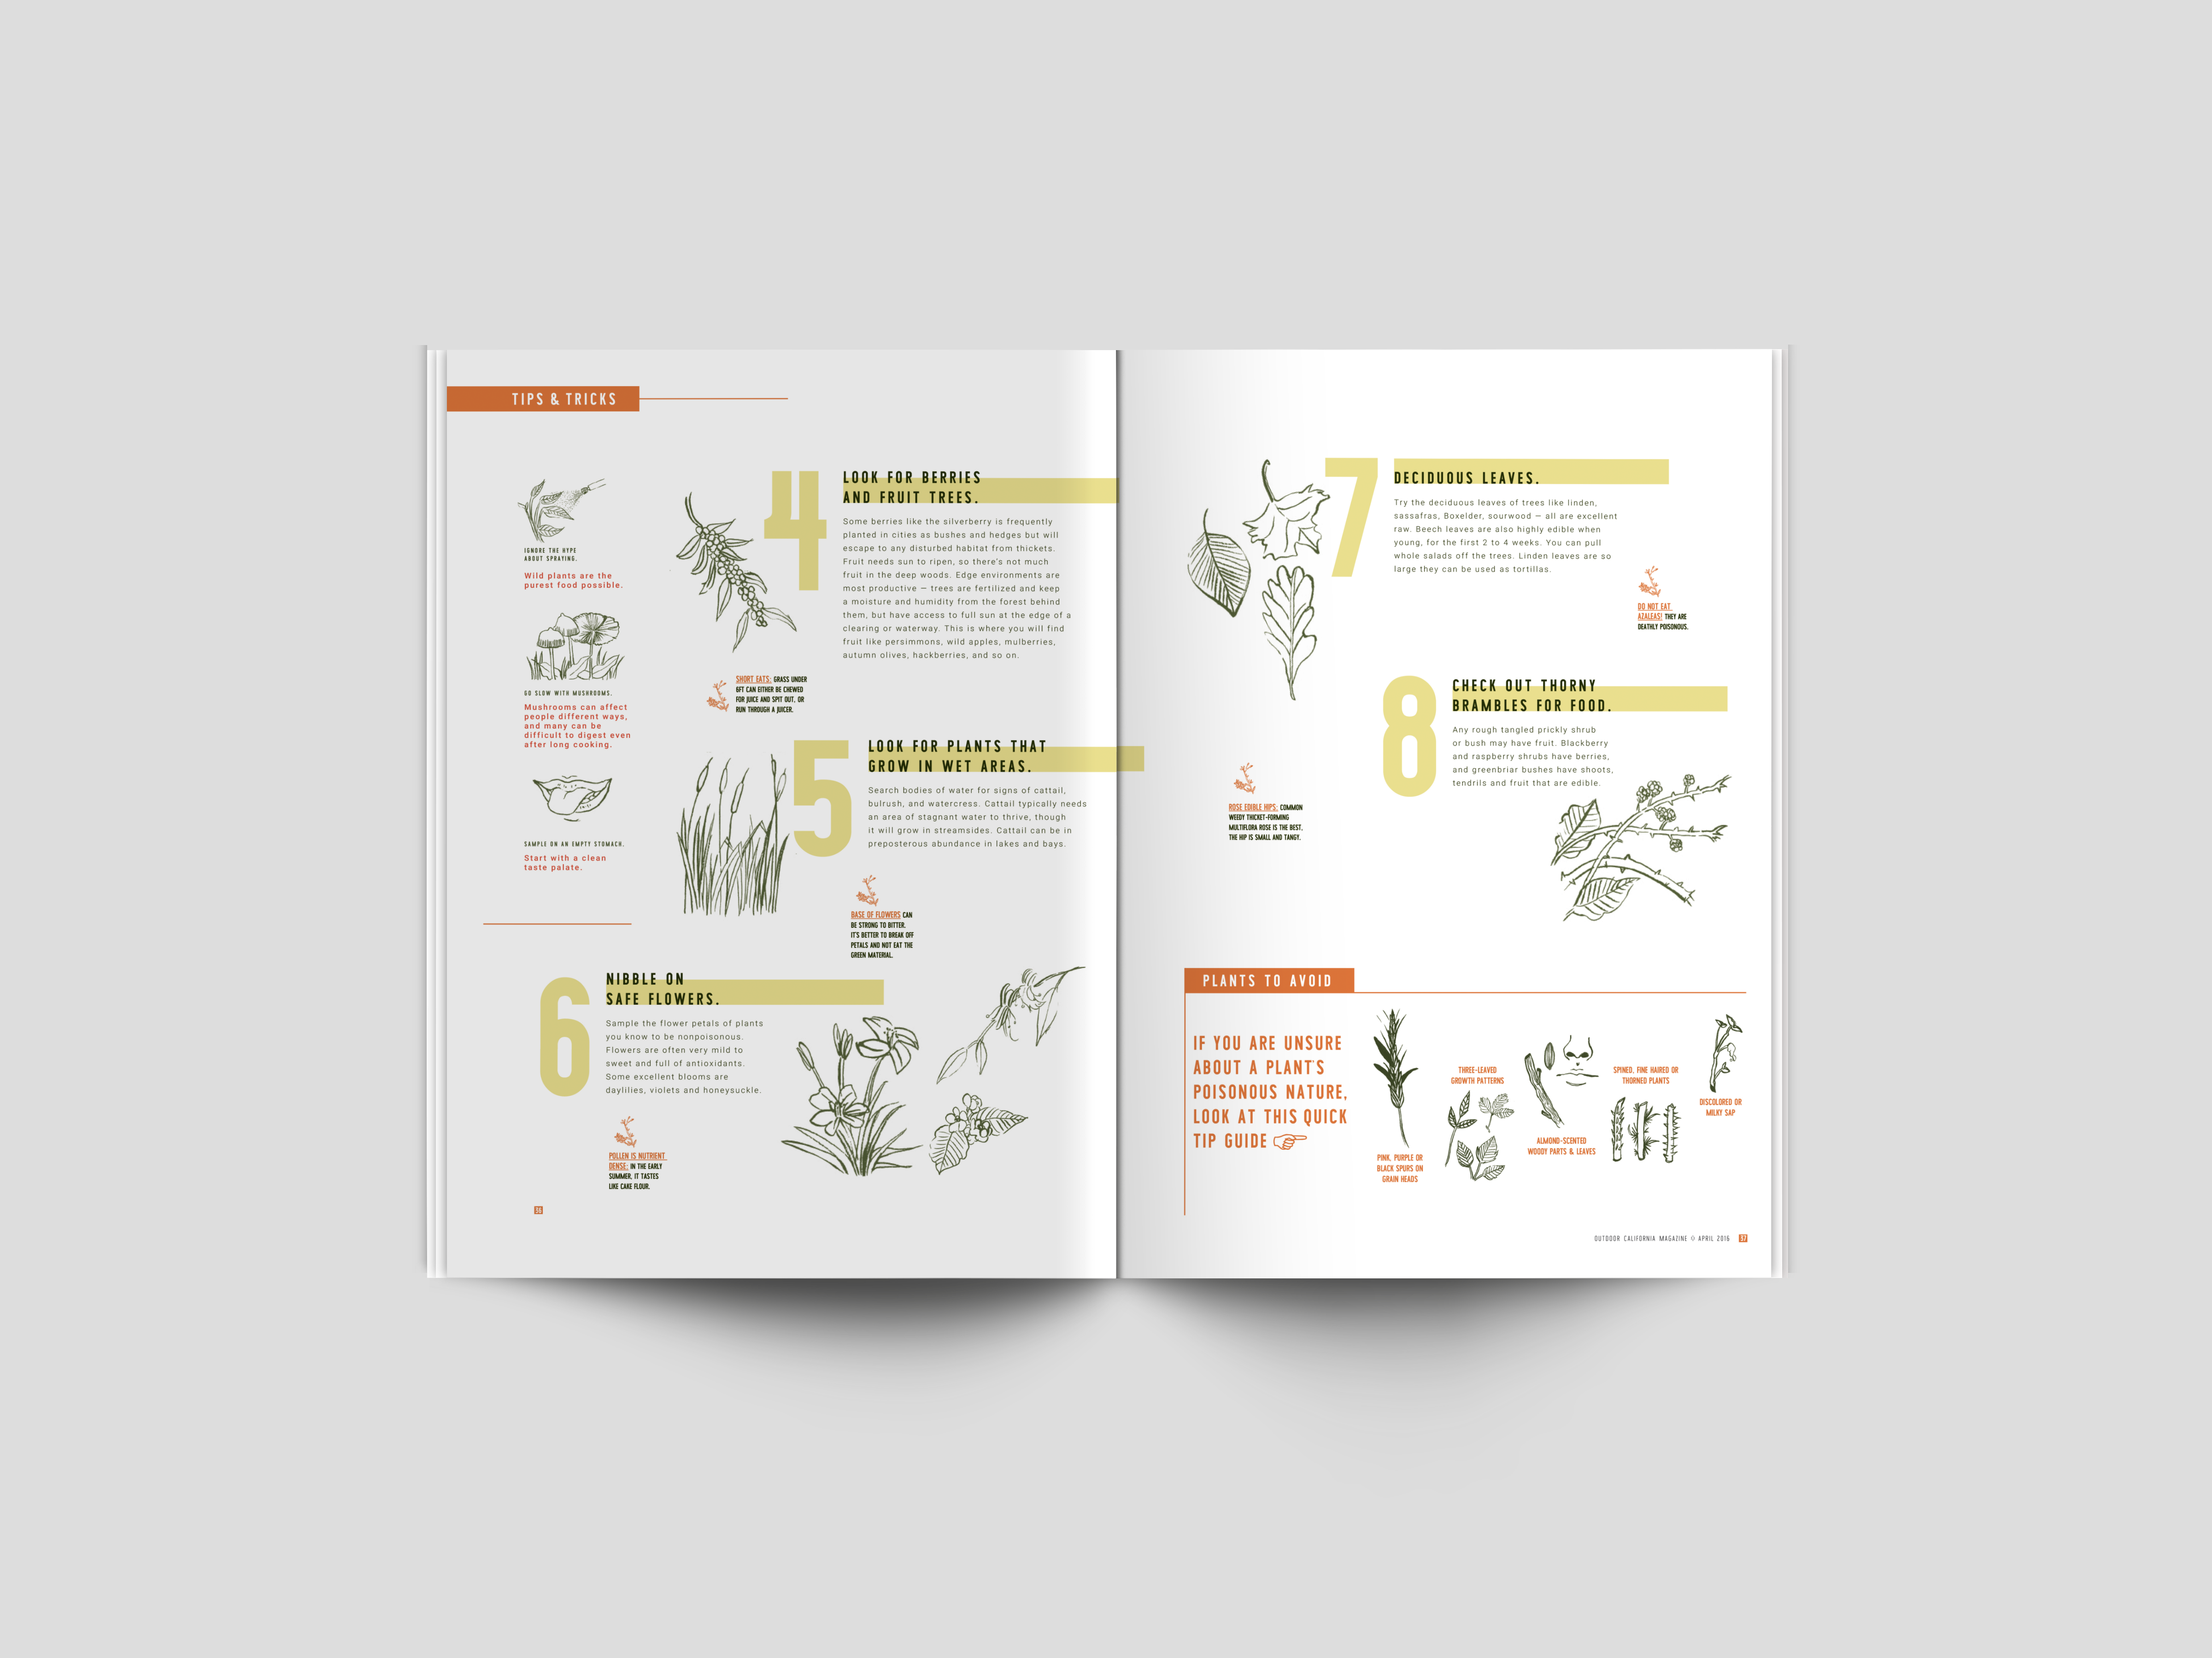 TIPS & TRICKS
IGNORE THE HYPE
ABOUT SPRAYING.
Wild plants are the
purest food possible.
GO SLOW WITH MUSHROOMS.
Mushrooms can affect
people different ways,
and many can be
difficult to digest even
after long cooking.
SAMPLE ON AN EMPTY STOMACH.
Start with a clean
taste palate.
4
LOOK FOR BERRIES
AND FRUIT TREES.
Some berries like the silverberry is frequently
planted in cities as bushes and hedges but will
escape to any disturbed habitat from thickets.
Fruit needs sun to ripen, so there's not much
fruit in the deep woods. Edge environments are
most productive — trees are fertilized and keep
a moisture and humidity from the forest behind
them, but have access to full sun at the edge of a
clearing or waterway. This is where you will find
fruit like persimmons, wild apples, mulberries,
autumn olives, hackberries, and so on.
SHORT EATS: GRASS UNDER
6FT CAN EITHER BE CHEWED
FOR JUICE AND SPIT OUT, OR
RUN THROUGH A JUICER.
5
LOOK FOR PLANTS THAT
GROW IN WET AREAS.
Search bodies of water for signs of cattail,
bulrush, and watercress. Cattail typically needs
an area of stagnant water to thrive, though
it will grow in streamsides. Cattail can be in
preposterous abundance in lakes and bays.
BASE OF FLOWERS CAN
BE STRONG TO BITTER.
IT'S BETTER TO BREAK OFF
PETALS AND NOT EAT THE
GREEN MATERIAL.
6
NIBBLE ON
SAFE FLOWERS.
Sample the flower petals of plants
you know to be nonpoisonous.
Flowers are often very mild to
sweet and full of antioxidants.
Some excellent blooms are
daylilies, violets and honeysuckle.
POLLEN IS NUTRIENT
DENSE: IN THE EARLY
SUMMER, IT TASTES
LIKE CAKE FLOUR.
36
7
DECIDUOUS LEAVES.
Try the deciduous leaves of trees like linden,
sassafras, Boxelder, sourwood — all are excellent
raw. Beech leaves are also highly edible when
young, for the first 2 to 4 weeks. You can pull
whole salads off the trees. Linden leaves are so
large they can be used as tortillas.
DO NOT EAT
AZALEAS! THEY ARE
DEATHLY POISONOUS.
8
CHECK OUT THORNY
BRAMBLES FOR FOOD.
Any rough tangled prickly shrub
or bush may have fruit. Blackberry
and raspberry shrubs have berries,
and greenbriar bushes have shoots,
tendrils and fruit that are edible.
ROSE EDIBLE HIPS: COMMON
WEEDY THICKET-FORMING
MULTIFLORA ROSE IS THE BEST.
THE HIP IS SMALL AND TANGY.
PLANTS TO AVOID
IF YOU ARE UNSURE
ABOUT A PLANT'S
POISONOUS NATURE,
LOOK AT THIS QUICK
TIP GUIDE
PINK, PURPLE OR
BLACK SPURS ON
GRAIN HEADS
THREE-LEAVED
GROWTH PATTERNS
ALMOND-SCENTED
WOODY PARTS & LEAVES
SPINED, FINE HAIRED OR
THORNED PLANTS
DISCOLORED OR
MILKY SAP
OUTDOOR CALIFORNIA MAGAZINE ◊ APRIL 2016 37